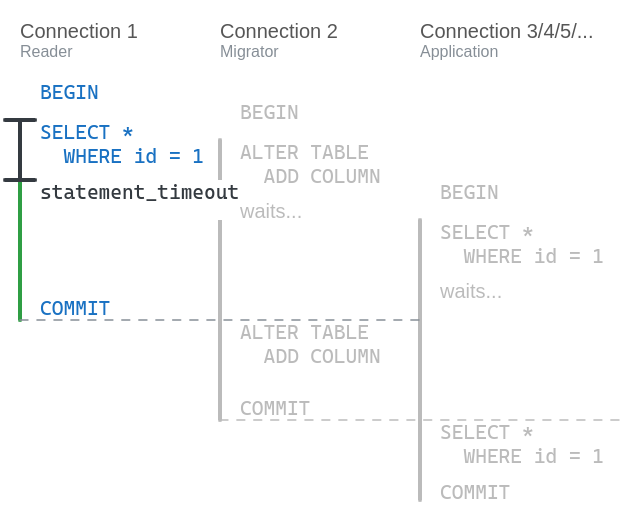 Connection 1
Reader
BEGIN
SELECT *
WHERE id = 1
statement_timeout
COMMIT
Connection 2
Migrator
BEGIN
ALTER TABLE
ADD COLUMN
waits...
ALTER TABLE
ADD COLUMN
COMMIT
Connection 3/4/5/...
Application
BEGIN
SELECT *
WHERE id = 1
waits...
SELECT *
WHERE id = 1
COMMIT